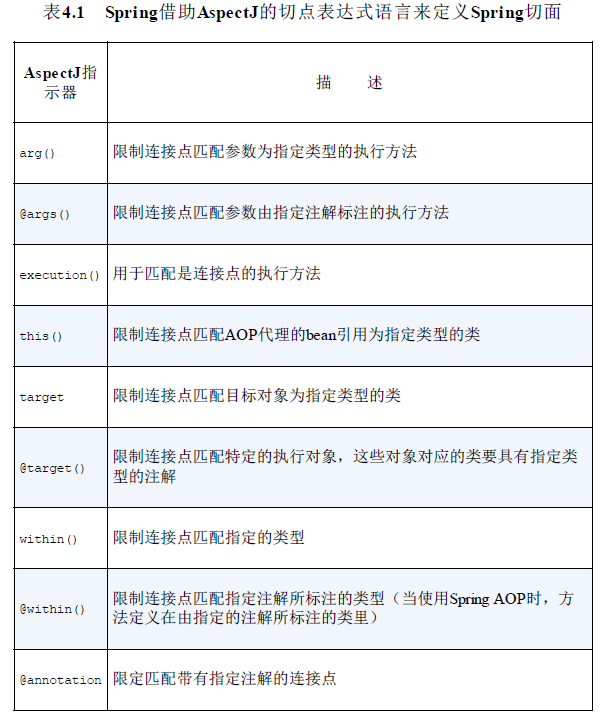 表4.1 Spring借助AspectJ的切点表达式语言来定义Spring切面
AspectJ指
示器
描 述
arg()
限制连接点匹配参数为指定类型的执行方法
@args()
限制连接点匹配参数由指定注解标注的执行方法
execution()
用于匹配是连接点的执行方法
this()
限制连接点匹配AOP代理的bean引用为指定类型的类
target
限制连接点匹配目标对象为指定类型的类
@target()
限制连接点匹配特定的执行对象，这些对象对应的类要具有指定类
型的注解
within()
限制连接点匹配指定的类型
@within()
限制连接点匹配指定注解所标注的类型（当使用Spring AOP时，方
法定义在由指定的注解所标注的类里）
@annotation
限定匹配带有指定注解的连接点